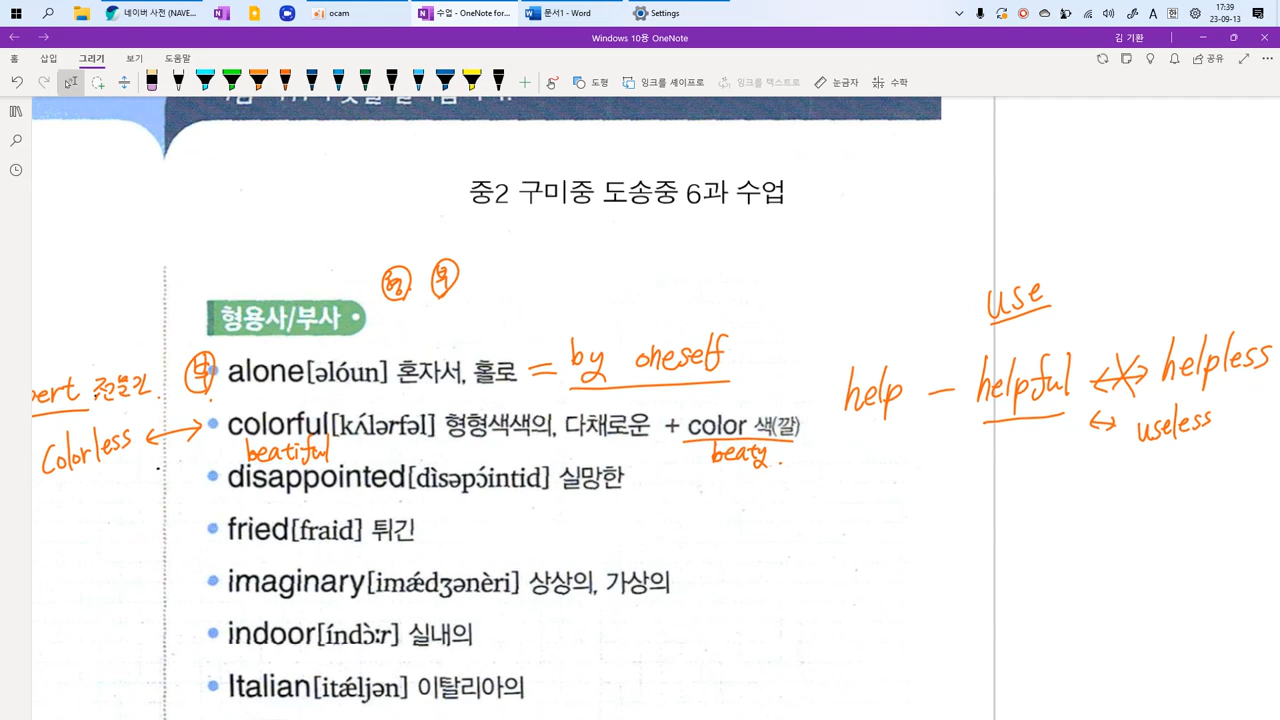 네이버 사전 (NAVE...
ocam
수업 - OneNote for...
문서1 - Word
Settings
A 한
17:39
23-09-13
Windows 10용 OneNote
김 기환
홈 삽입 그리기 보기 도움말
공유
도형 잉크를 셰이프로 잉크를 텍스트로 눈금자 수학
중2 구미중 도송중 6과 수업
형 부
use
형용사/부사
부 alone[əlóun] 혼자서, 홀로 = by oneself
pert 전문가.
help - helpful ↔ helpless
↔ useless
Colorless ↔ colorful[kʌ́lərfəl] 형형색색의, 다채로운 + color 색(깔)
beatiful beaty.
disappointed[dìsəpɔ́intid] 실망한
fried[fraid] 튀긴
imaginary[imǽdʒənèri] 상상의, 가상의
indoor[índɔ̀ːr] 실내의
Italian[itǽljən] 이탈리아의